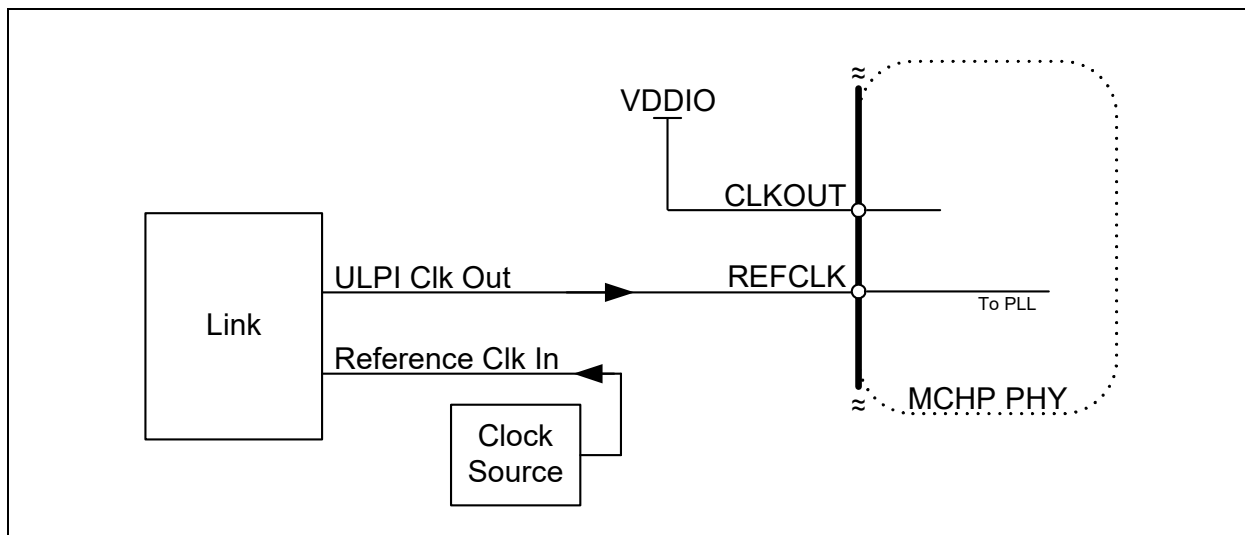 VDDIO
CLKOUT
ULPI Clk Out
REFCLK
To PLL
Link
Reference Clk In
MCHP PHY
Clock
Source